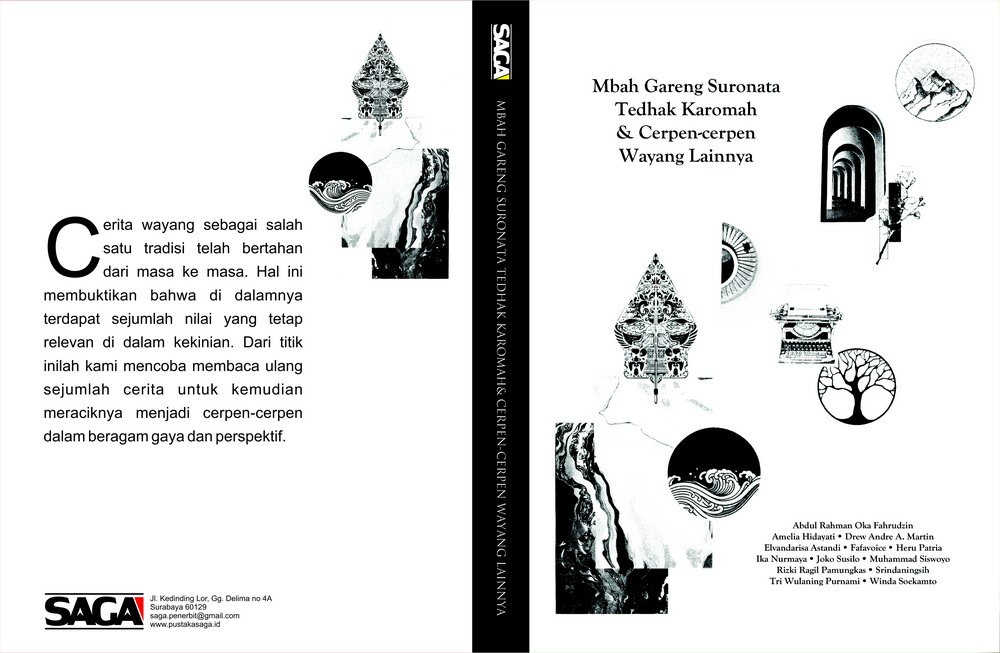 Cerita wayang sebagai salah
satu tradisi telah bertahan
dari masa ke masa. Hal ini
membuktikan bahwa di dalamnya
terdapat sejumlah nilai yang tetap
relevan di dalam kekinian. Dari titik
inilah kami mencoba membaca ulang
sejumlah cerita untuk kemudian
meraciknya menjadi cerpen-cerpen
dalam beragam gaya dan perspektif.
SAGA
Jl. Kedinding Lor, Gg. Delima no 4A
Surabaya 60129
saga.penerbit@gmail.com
www.pustakasaga.id
SAGA
MBAH GARENG SURONATA TEDHAK KAROMAH& CERPEN-CERPEN WAYANG LAINNYA
Mbah Gareng Suronata
Tedhak Karomah
& Cerpen-cerpen
Wayang Lainnya
Abdul Rahman Oka Fahrudzin
Amelia Hidayati • Drew Andre A. Martin
Elvandarisa Astandi • Fafavoice • Heru Patria
Ika Nurmaya • Joko Susilo • Muhammad Siswoyo
Rizki Ragil Pamungkas • Srindaningsih
Tri Wulaning Purnami • Winda Soekamto